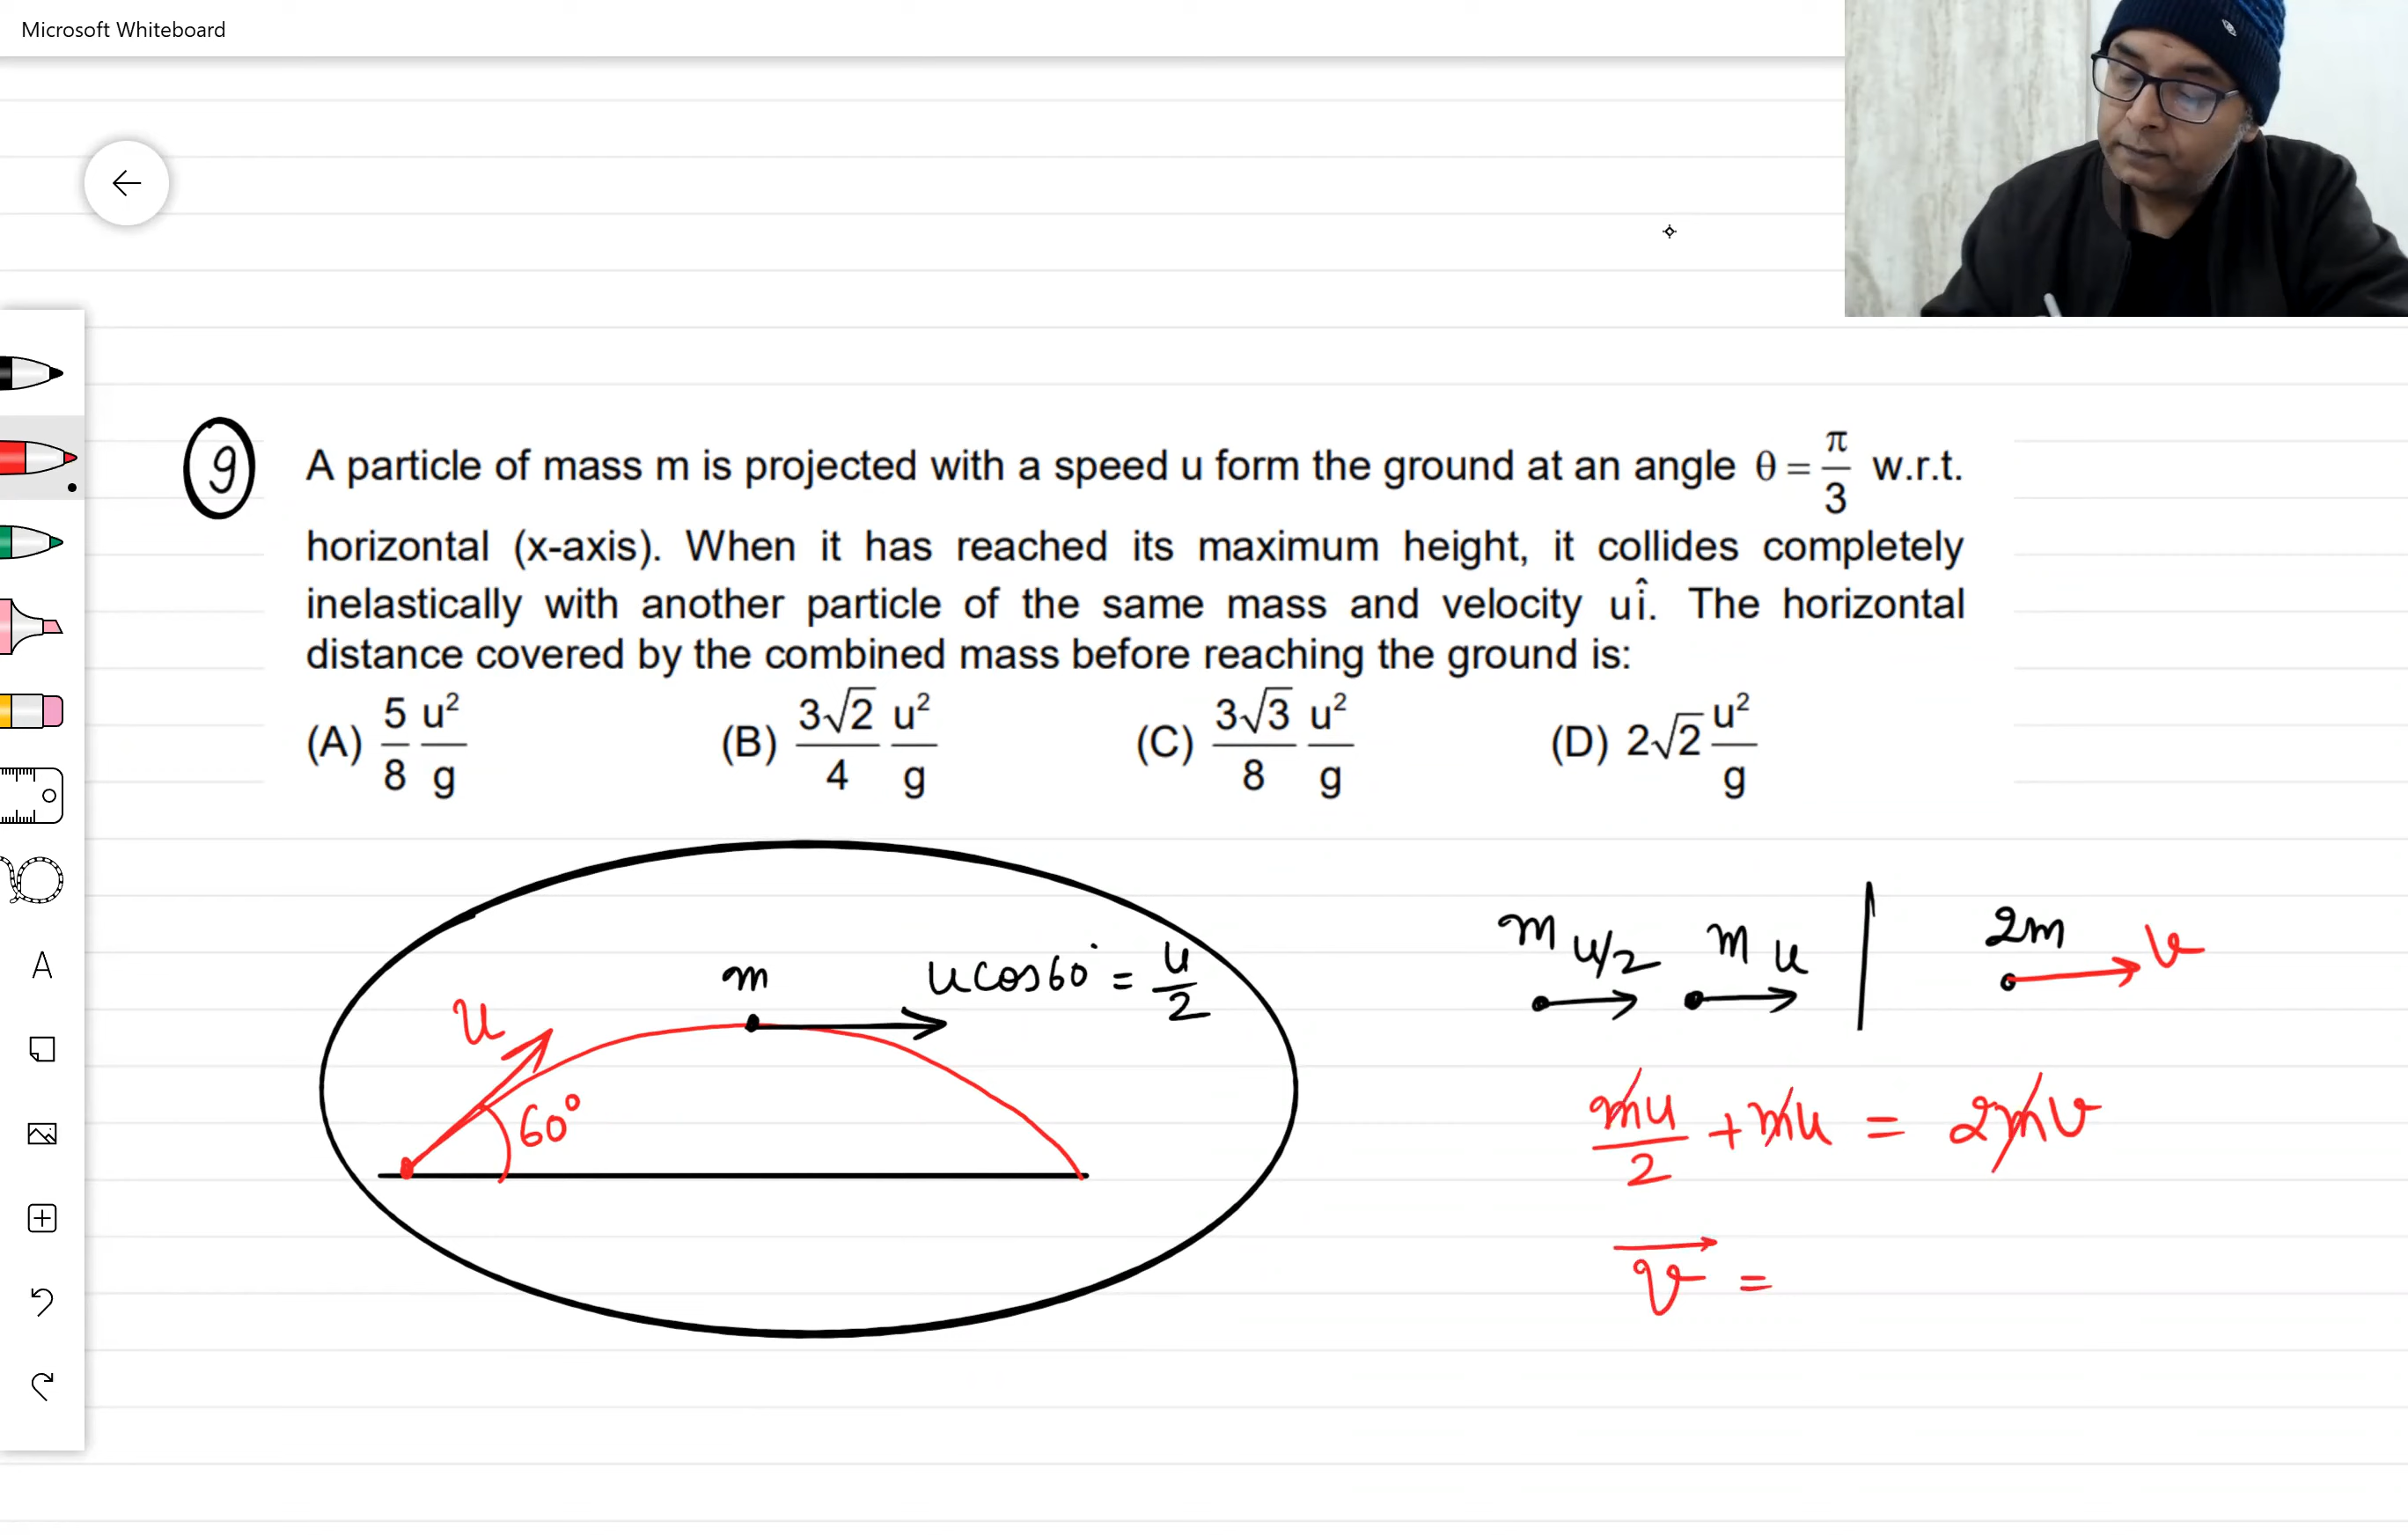 Microsoft Whiteboard
9 A particle of mass m is projected with a speed u form the ground at an angle θ = π/3 w.r.t.
horizontal (x-axis). When it has reached its maximum height, it collides completely
inelastically with another particle of the same mass and velocity uî. The horizontal
distance covered by the combined mass before reaching the ground is:
(A) 5/8 u²/g (B) 3√2/4 u²/g (C) 3√3/8 u²/g (D) 2√2 u²/g
m u cos60° = u/2
u
60°
m u/2 m u | 2m v
mu/2 + mu = 2mv
v⃗ =
A